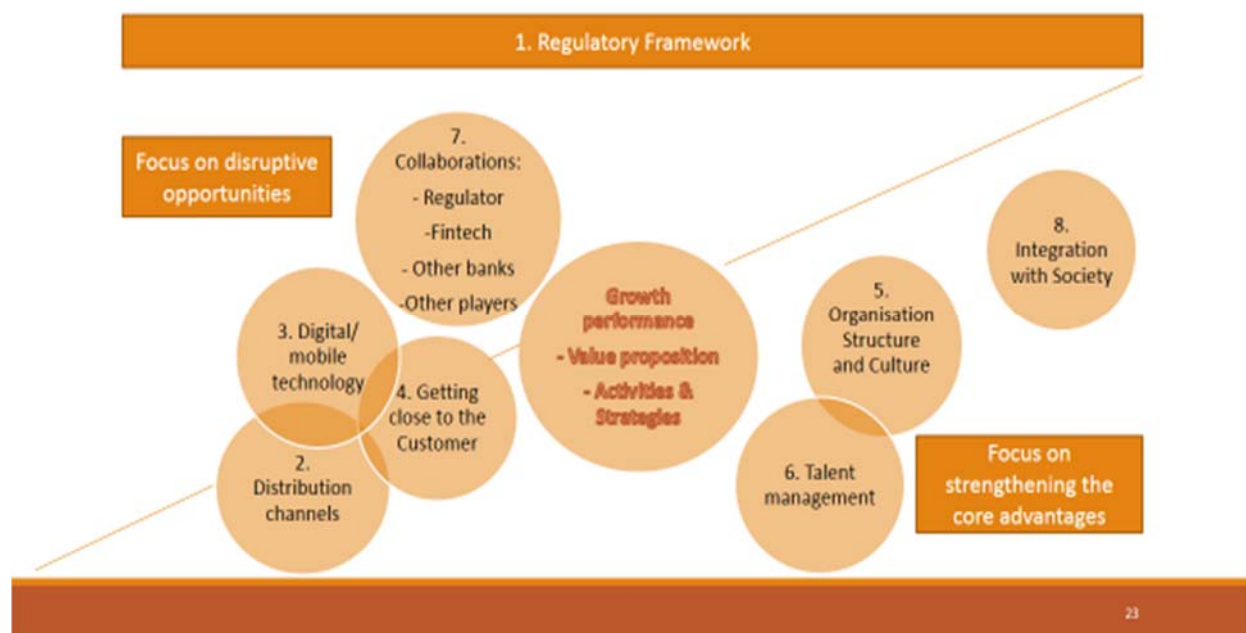 1. Regulatory Framework
Focus on disruptive
opportunities
7.
Collaborations:
- Regulator
-Fintech
- Other banks
-Other players
3. Digital/
mobile
technology
4. Getting
close to the
Customer
2.
Distribution
channels
Growth
performance
- Value proposition
- Activities &
Strategies
5.
Organisation
Structure
and Culture
6. Talent
management
8.
Integration
with Society
Focus on
strengthening the
core advantages
23